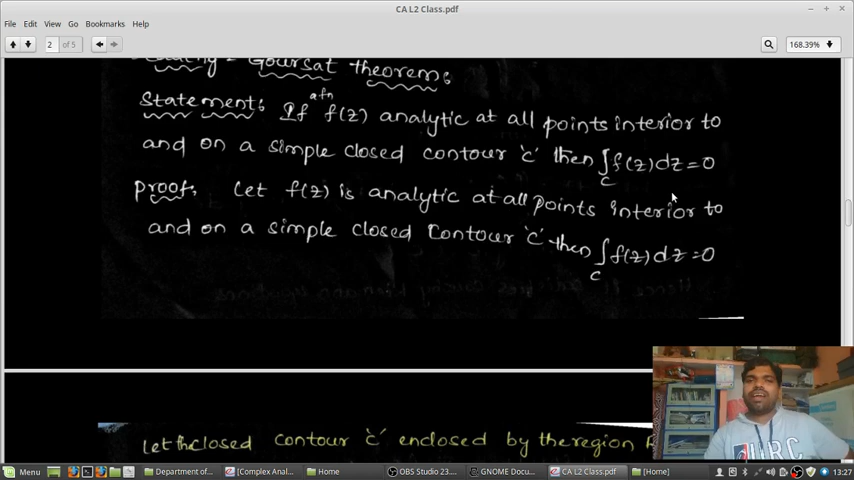 CA L2 Class.pdf
File Edit View Go Bookmarks Help
2 of 5 168.39%
Goursat theorem:
Statement: If a fn f(z) analytic at all points interior to
and on a simple closed contour 'c' then ∫_C f(z)dz=0
Proof: Let f(z) is analytic at all points interior to
and on a simple closed Contour 'c' then ∫_C f(z)dz=0
Let the closed contour 'c' enclosed by the region
Menu Department of... [Complex Anal... Home OBS Studio 23.... GNOME Docu... CA L2 Class.pdf [Home] 13:27